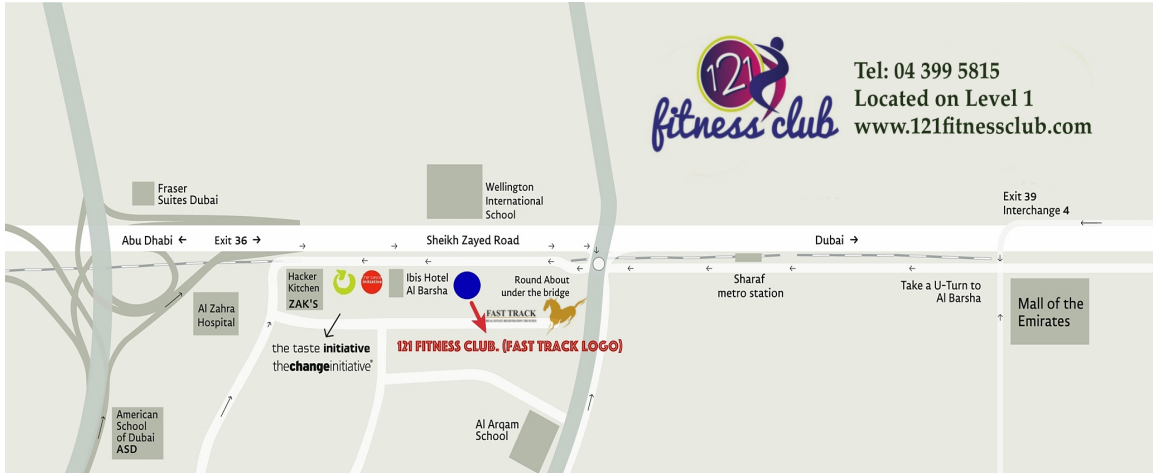 121
fitness club
Tel: 04 399 5815
Located on Level 1
www.121fitnessclub.com
Fraser
Suites Dubai
Wellington
International
School
Exit 39
Interchange 4
Abu Dhabi ←
Exit 36 →
Sheikh Zayed Road
Dubai →
Hacker
Kitchen
ZAK'S
Ibis Hotel
Al Barsha
Round About
under the bridge
Sharaf
metro station
Take a U-Turn to
Al Barsha
Mall of the
Emirates
Al Zahra
Hospital
FAST TRACK
the taste initiative
thechangeinitiative®
121 FITNESS CLUB. (FAST TRACK LOGO)
American
School
of Dubai
ASD
Al Arqam
School